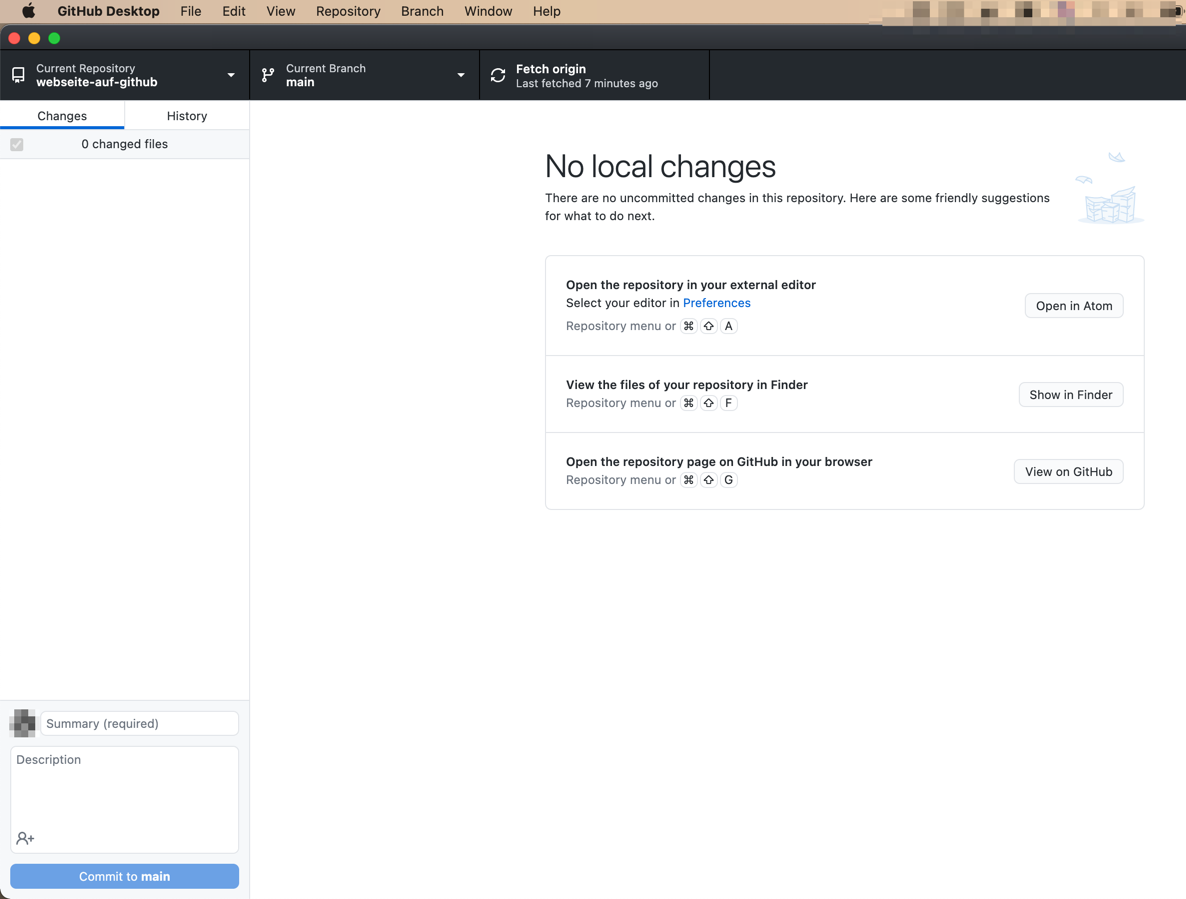 GitHub Desktop File Edit View Repository Branch Window Help
Current Repository
webseite-auf-github
Current Branch
main
Fetch origin
Last fetched 7 minutes ago
Changes History
0 changed files
No local changes
There are no uncommitted changes in this repository. Here are some friendly suggestions
for what to do next.
Open the repository in your external editor
Select your editor in Preferences
Repository menu or ⌘ ⇧ A
Open in Atom
View the files of your repository in Finder
Repository menu or ⌘ ⇧ F
Show in Finder
Open the repository page on GitHub in your browser
Repository menu or ⌘ ⇧ G
View on GitHub
Summary (required)
Description
Commit to main